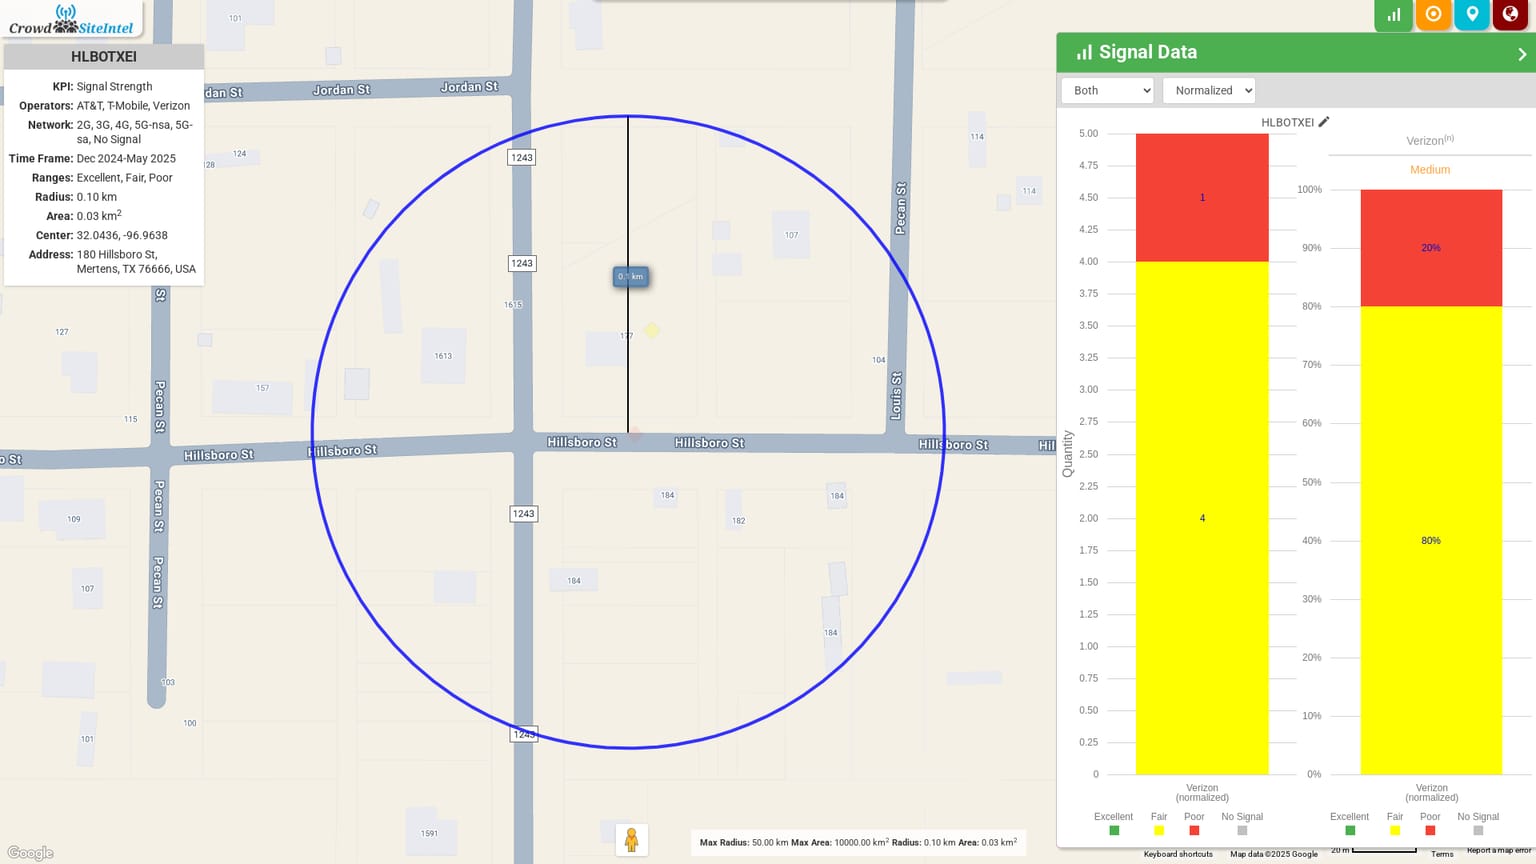 CrowdSiteIntel
HLBOTXEI
KPI: Signal Strength
Operators: AT&T, T-Mobile, Verizon
Network: 2G, 3G, 4G, 5G-nsa, 5G-
sa, No Signal
Time Frame: Dec 2024-May 2025
Ranges: Excellent, Fair, Poor
Radius: 0.10 km
Area: 0.03 km²
Center: 32.0436, -96.9638
Address: 180 Hillsboro St,
Mertens, TX 76666, USA
101
dan St
Jordan St
Jordan St
128
124
1243
114
114
Pecan St
107
1243
0.1 km
St
1615
127
177
1613
104
157
Pecan St
Louis St
115
o St
Hillsboro St
Hillsboro St
Hillsboro St
Hillsboro St
Hillsboro St
Hil
184
184
Pecan St
109
1243
182
Pecan St
107
184
184
103
100
101
1243
1591
Google
Max Radius: 50.00 km Max Area: 10000.00 km² Radius: 0.10 km Area: 0.03 km²
Signal Data
Both
Normalized
HLBOTXEI
Quantity
5.00
4.75
4.50
4.25
4.00
3.75
3.50
3.25
3.00
2.75
2.50
2.25
2.00
1.75
1.50
1.25
1.00
0.75
0.50
0.25
0
1
4
Verizon
(normalized)
Excellent
Fair
Poor
No Signal
Verizon(n)
Medium
100%
90%
80%
70%
60%
50%
40%
30%
20%
10%
0%
20%
80%
Verizon
(normalized)
Excellent
Fair
Poor
No Signal
Keyboard shortcuts
Map data ©2025 Google
20 m
Terms
Report a map error